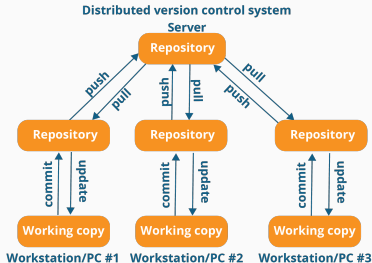 Distributed version control system
Server
Repository
push
pull
push
pull
push
pull
Repository
Repository
Repository
commit
update
commit
update
commit
update
Working copy
Working copy
Working copy
Workstation/PC #1
Workstation/PC #2
Workstation/PC #3